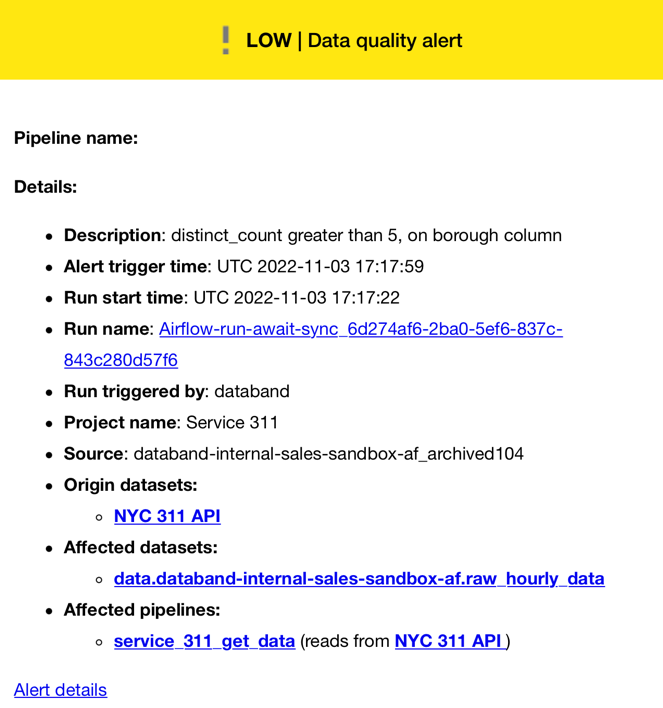 LOW | Data quality alert
Pipeline name:
Details:
Description: distinct_count greater than 5, on borough column
Alert trigger time: UTC 2022-11-03 17:17:59
Run start time: UTC 2022-11-03 17:17:22
Run name: Airflow-run-await-sync_6d274af6-2ba0-5ef6-837c-
843c280d57f6
Run triggered by: databand
Project name: Service 311
Source: databand-internal-sales-sandbox-af_archived104
Origin datasets:
NYC 311 API
Affected datasets:
data.databand-internal-sales-sandbox-af.raw_hourly_data
Affected pipelines:
service_311_get_data (reads from NYC 311 API )
Alert details